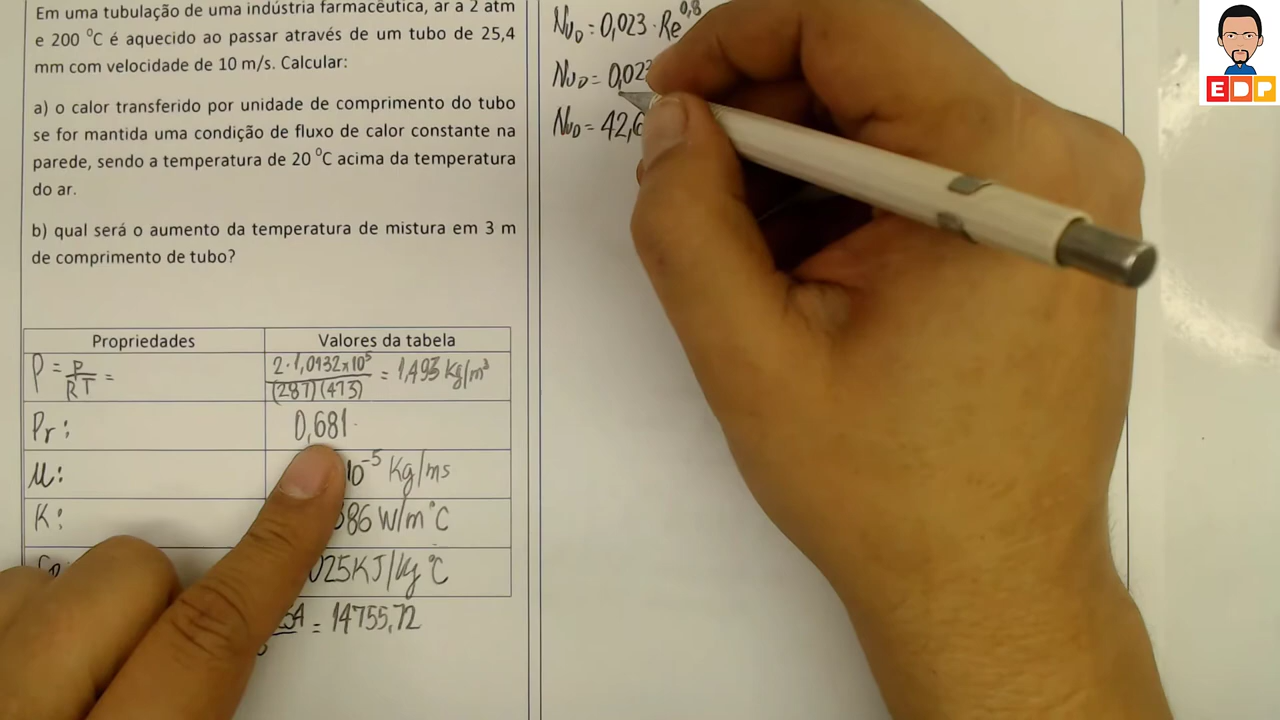 Em uma tubulação de uma indústria farmacêutica, ar a 2 atm
e 200 ⁰C é aquecido ao passar através de um tubo de 25,4
mm com velocidade de 10 m/s. Calcular:
a) o calor transferido por unidade de comprimento do tubo
se for mantida uma condição de fluxo de calor constante na
parede, sendo a temperatura de 20 ⁰C acima da temperatura
do ar.
b) qual será o aumento da temperatura de mistura em 3 m
de comprimento de tubo?
Propriedades Valores da tabela
ρ = p/RT = 2·1,0132x10⁵/(287)(473) = 1,493 Kg/m³
Pr: 0,681
μ: 10⁻⁵ Kg/ms
K: 86 W/m°C
025KJ/kg°C
= 14755,72
Nu_D = 0,023 · Re^0,8
Nu_D = 0,023
Nu_D = 42,6
EDP